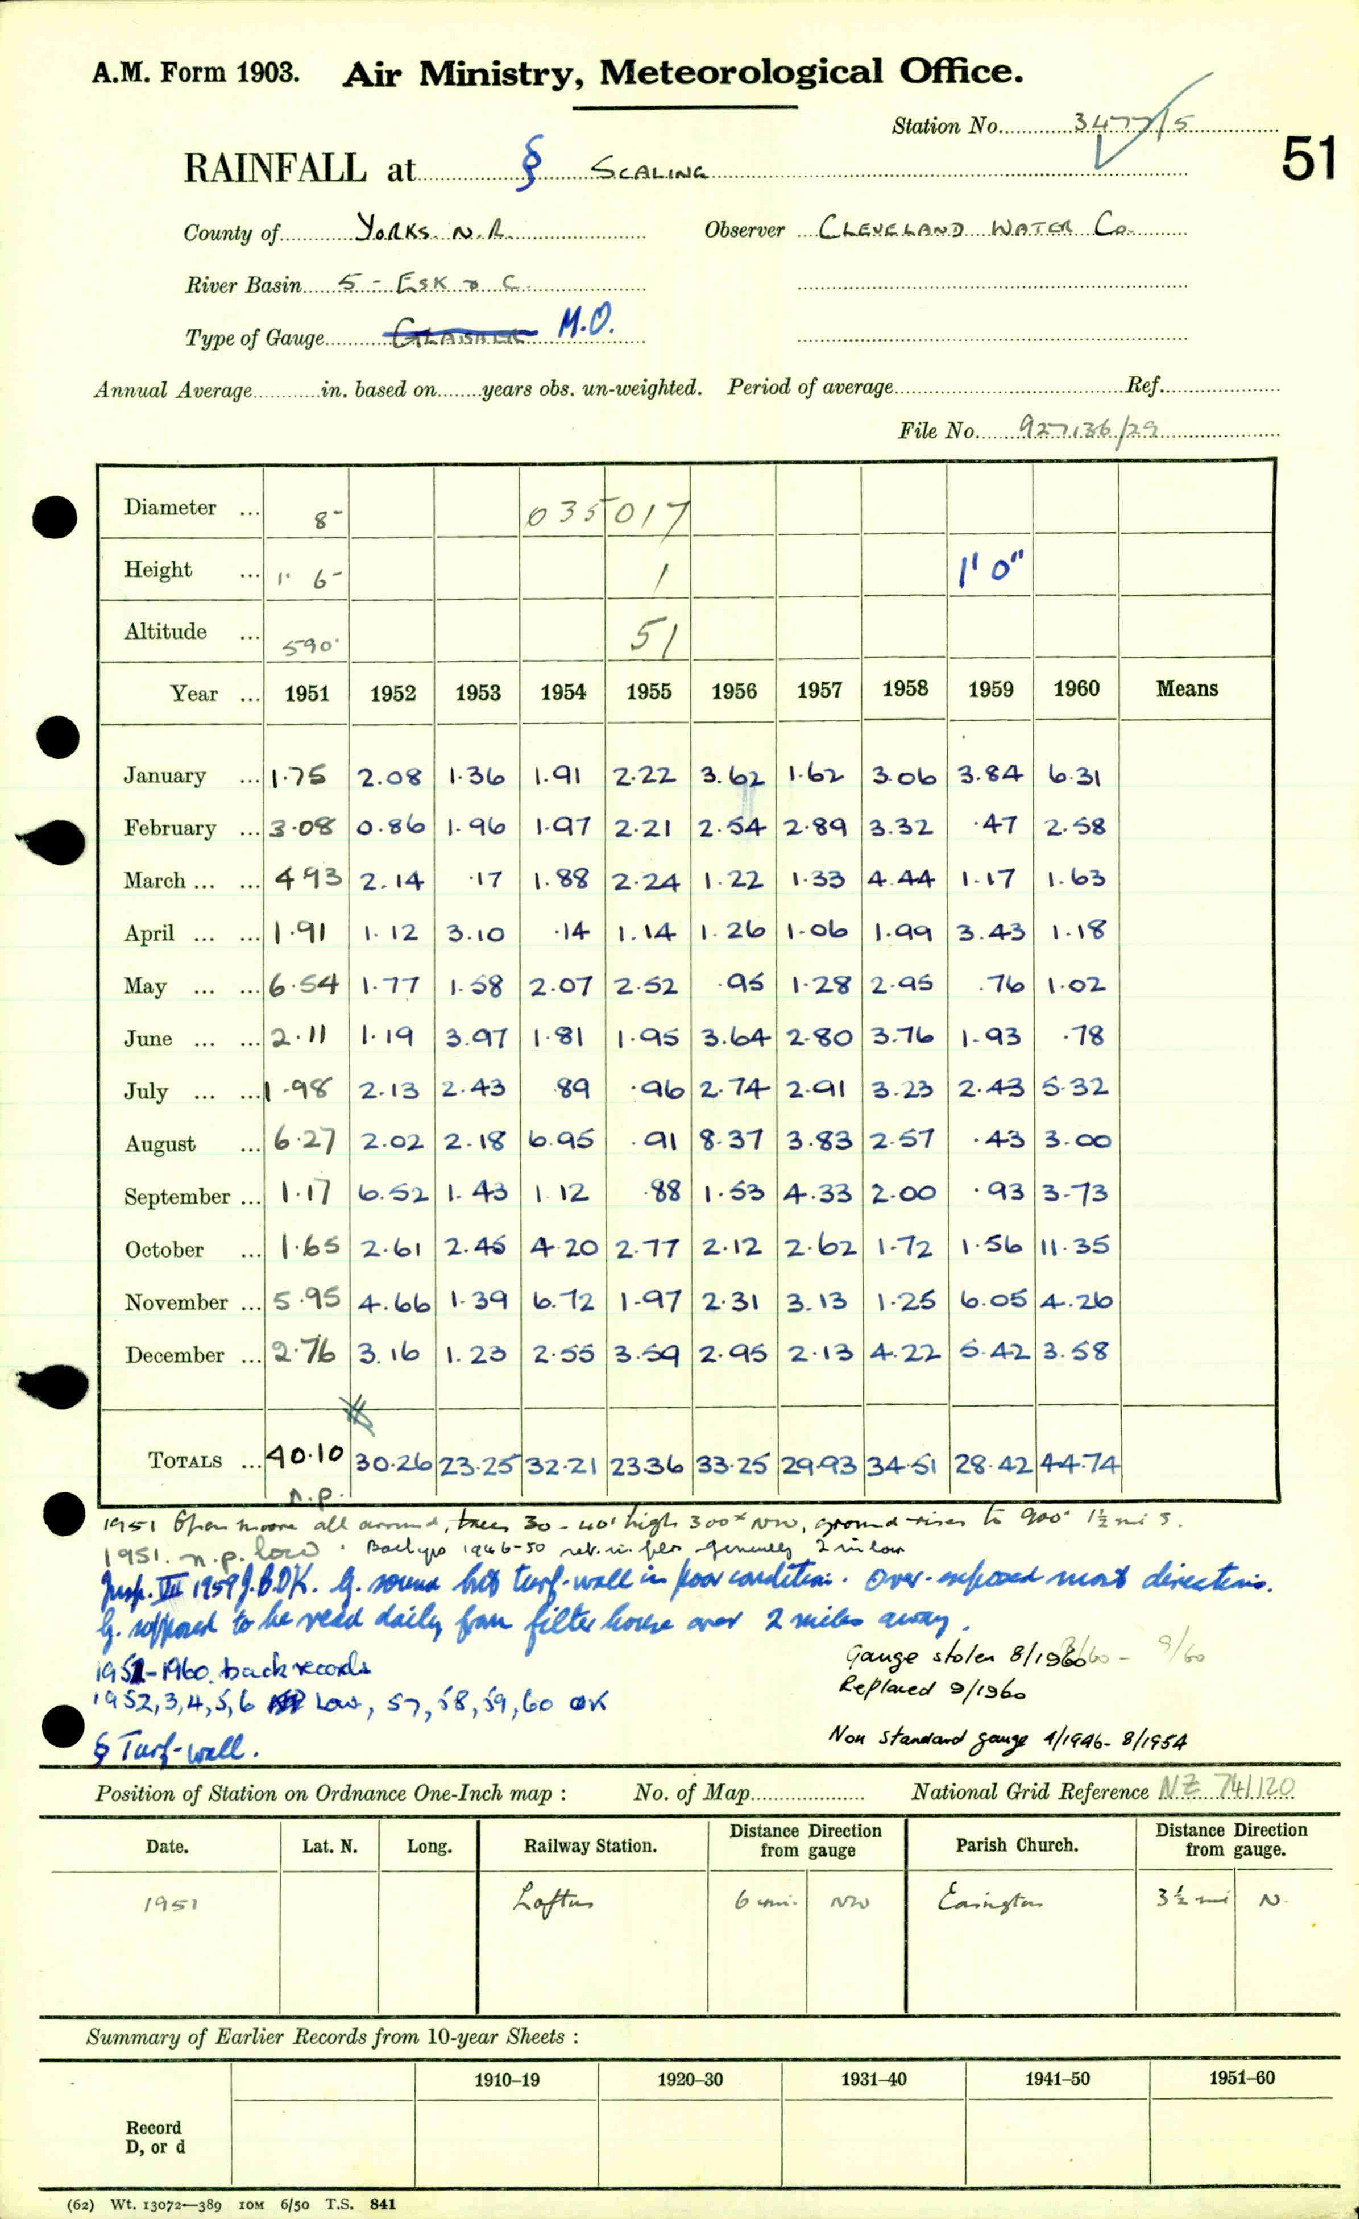 A.M. Form 1903. Air Ministry, Meteorological Office.
Station No. 3477/5
51
RAINFALL at § SCALING
County of YORKS. N.R. Observer CLEVELAND WATER Co.
River Basin 5 - ESK & C.
Type of Gauge GLAISHER M.O.
Annual Average in. based on years obs. un-weighted. Period of average Ref.
File No. 927136/29
Diameter ... 8" 035017
Height ... 1' 6" 1 1' 0"
Altitude ... 590' 51
Year ... 1951 1952 1953 1954 1955 1956 1957 1958 1959 1960 Means
January ... 1.75 2.08 1.36 1.91 2.22 3.62 1.62 3.06 3.84 6.31
February ... 3.08 0.86 1.96 1.97 2.21 2.54 2.89 3.32 .47 2.58
March ... ... 4 93 2.14 .17 1.88 2.24 1.22 1.33 4.44 1.17 1.63
April ... ... 1.91 1.12 3.10 .14 1.14 1.26 1.06 1.99 3.43 1.18
May ... ... 6.54 1.77 1.58 2.07 2.52 .95 1.28 2.95 .76 1.02
June ... ... 2.11 1.19 3.97 1.81 1.95 3.64 2.80 3.76 1.93 .78
July ... ... 1.98 2.13 2.43 .89 .96 2.74 2.91 3.23 2.43 5.32
August ... 6.27 2.02 2.18 6.95 .91 8.37 3.83 2.57 .43 3.00
September ... 1.17 6.52 1.43 1.12 .88 1.53 4.33 2.00 .93 3.73
October ... 1.65 2.61 2.45 4.20 2.77 2.12 2.62 1.72 1.56 11.35
November ... 5.95 4.66 1.39 6.72 1.97 2.31 3.13 1.25 6.05 4.26
December ... 2.76 3.16 1.23 2.55 3.59 2.95 2.13 4.22 5.42 3.58
TOTALS ... 40.10 30.26 23.25 32.21 23.36 33.25 29.93 34.51 28.42 44.74
n.p.
1951 Open moor all around, trees 30 - 40' high 300x NW, ground rises to 900' 1½ mi S.
1951. n.p. low. Back yrs 1946-50 ret. in fen generally 2 in low
Insp. VII 1959 J.B.D.K. G. sound but turf-wall in poor condition. Over-exposed most directions.
G. supposed to be read daily from filter house over 2 miles away.
1951-1960. back records
1952,3,4,5,6 Low, 57, 58, 59, 60 OK
§ Turf-wall.
Gauge stolen 8/1960 - 9/60
Replaced 9/1960
Non standard gauge 1/1946 - 8/1954
Position of Station on Ordnance One-Inch map : No. of Map National Grid Reference NZ 741120
Date. Lat. N. Long. Railway Station. Distance from gauge Direction Parish Church. Distance from gauge. Direction
1951 Loftus 6 mi. NW Easington 3½ mi N
Summary of Earlier Records from 10-year Sheets :
1910–19 1920–30 1931–40 1941–50 1951–60
Record
D, or d
(62) Wt. 13072—389 10M 6/50 T.S. 841